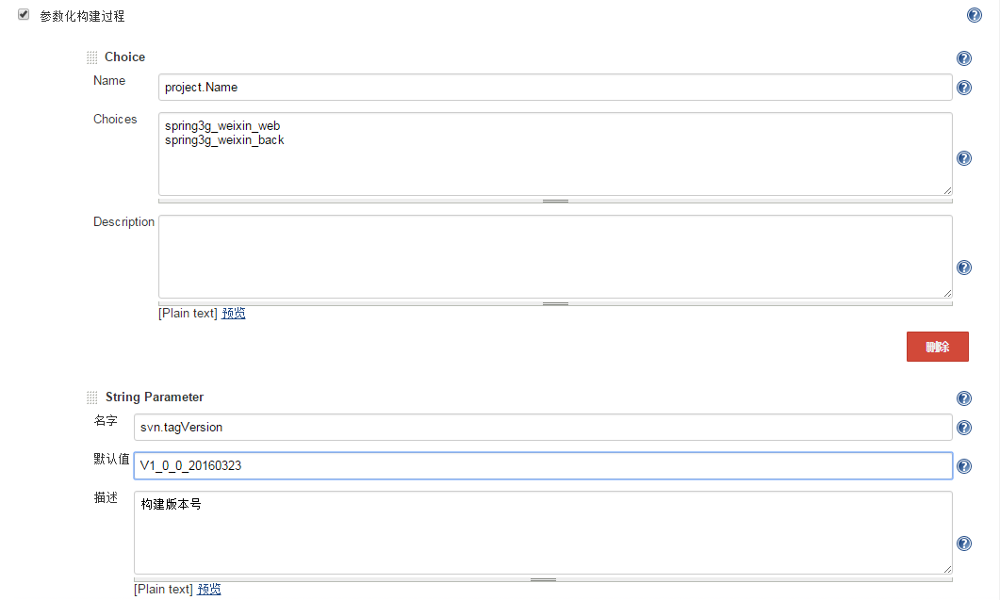 参数化构建过程
Choice
Name
project.Name
Choices
spring3g_weixin_web
spring3g_weixin_back
Description
[Plain text] 预览
删除
String Parameter
名字
svn.tagVersion
默认值
V1_0_0_20160323
描述
构建版本号
[Plain text] 预览